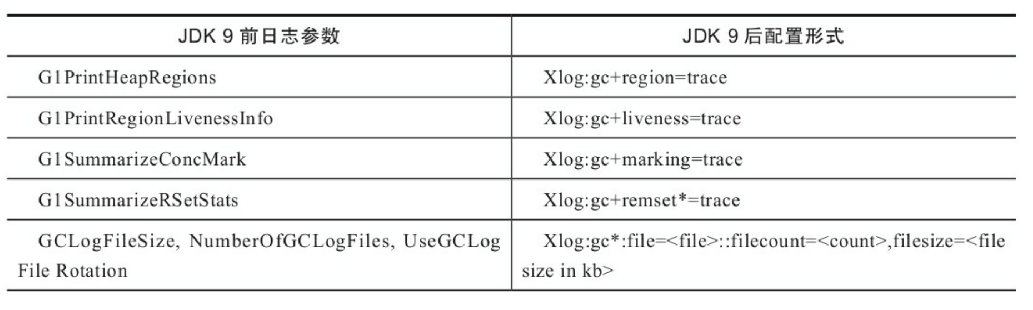 JDK 9 前日志参数
JDK 9 后配置形式
G1PrintHeapRegions
Xlog:gc+region=trace
G1PrintRegionLivenessInfo
Xlog:gc+liveness=trace
G1SummarizeConcMark
Xlog:gc+marking=trace
G1SummarizeRSetStats
Xlog:gc+remset*=trace
GCLogFileSize, NumberOfGCLogFiles, UseGCLog
File Rotation
Xlog:gc*:file=<file>::filecount=<count>,filesize=<file
size in kb>